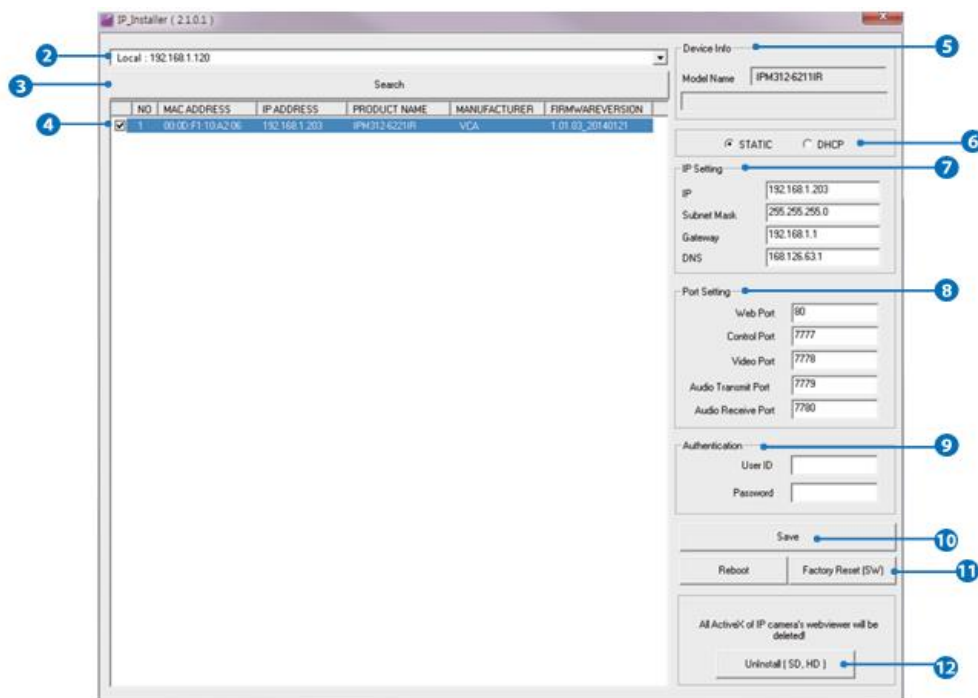 IP_Installer ( 2.1.0.1 )
2
Local : 192.168.1.120
3
Search
4
NO MAC ADDRESS IP ADDRESS PRODUCT NAME MANUFACTURER FIRMWAREVERSION
1 00:0D:F1:10:A2:06 192.168.1.203 IPM312-6221IR VCA 1.01.03_20140121
Device Info
5
Model Name IPM312-6211IR
STATIC DHCP
6
IP Setting
7
IP 192.168.1.203
Subnet Mask 255.255.255.0
Gateway 192.168.1.1
DNS 168.126.63.1
Port Setting
8
Web Port 80
Control Port 7777
Video Port 7778
Audio Transmit Port 7779
Audio Receive Port 7780
Authentication
9
User ID
Password
Save
10
Reboot Factory Reset (SW)
11
All ActiveX of IP camera's webviewer will be
deleted!
Uninstall ( SD, HD )
12